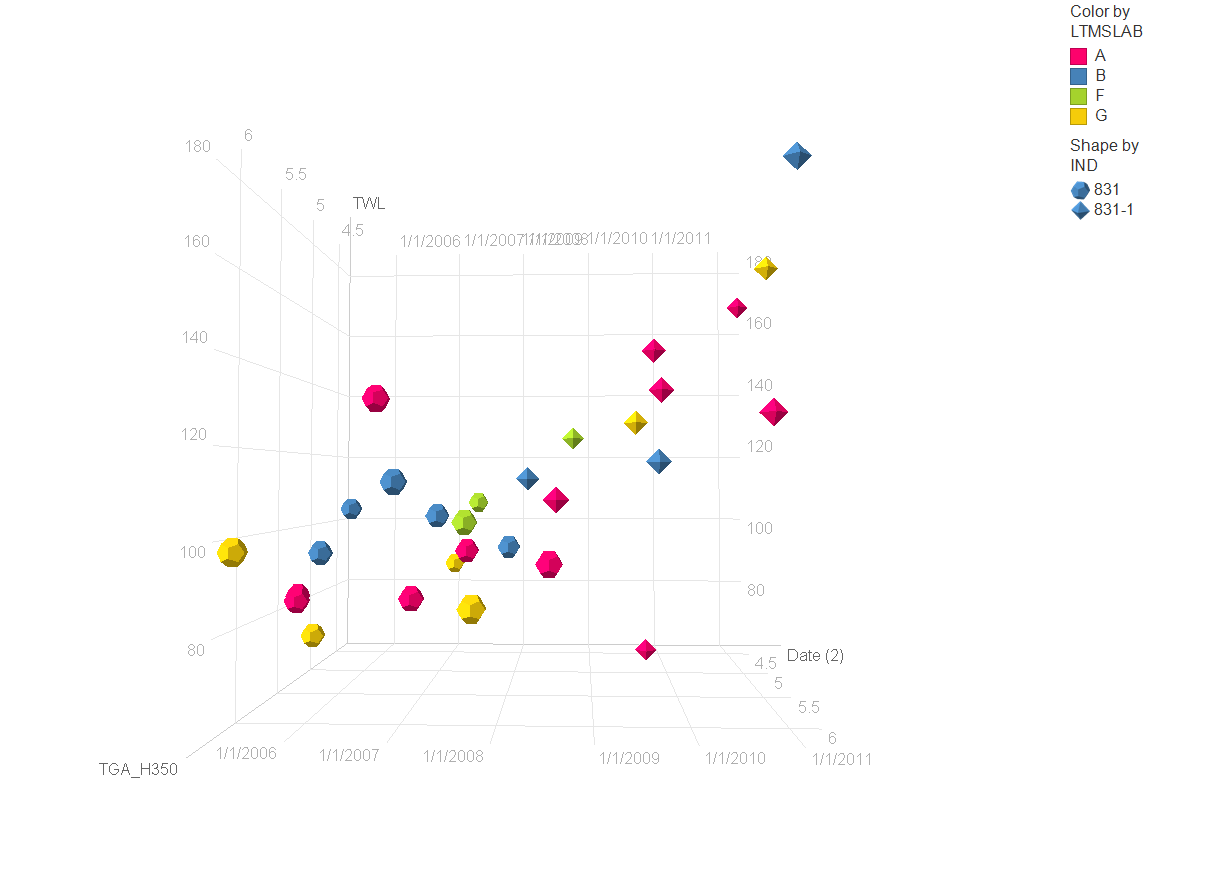 Color by
LTMSLAB
A
B
F
G
Shape by
IND
831
831-1
6
180
5.5
5
TWL
4.5
160
1/1/2006
1/1/2007
1/1/2009
1/1/2010
1/1/2011
160
140
140
120
120
100
100
80
80
Date (2)
4.5
5
5.5
6
1/1/2006
1/1/2007
1/1/2008
1/1/2009
1/1/2010
1/1/2011
TGA_H350